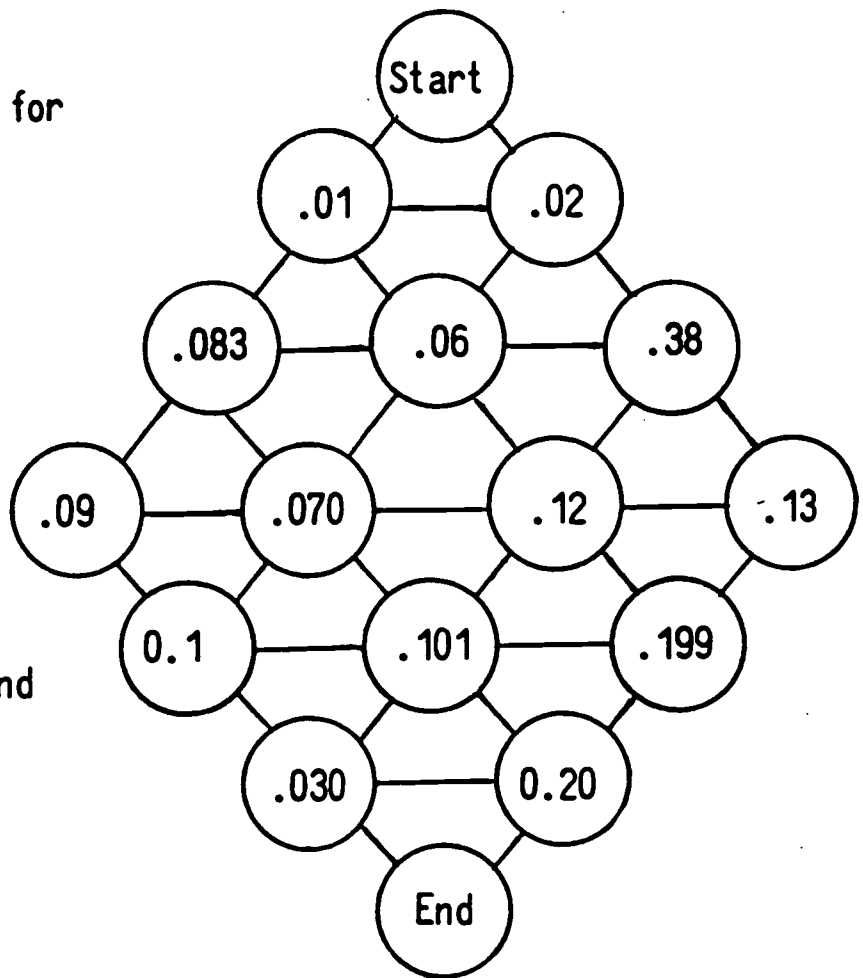 Start
for
.01 .02
.083 .06 .38
.09 .070 .12 .13
0.1 .101 .199
nd
.030 0.20
End